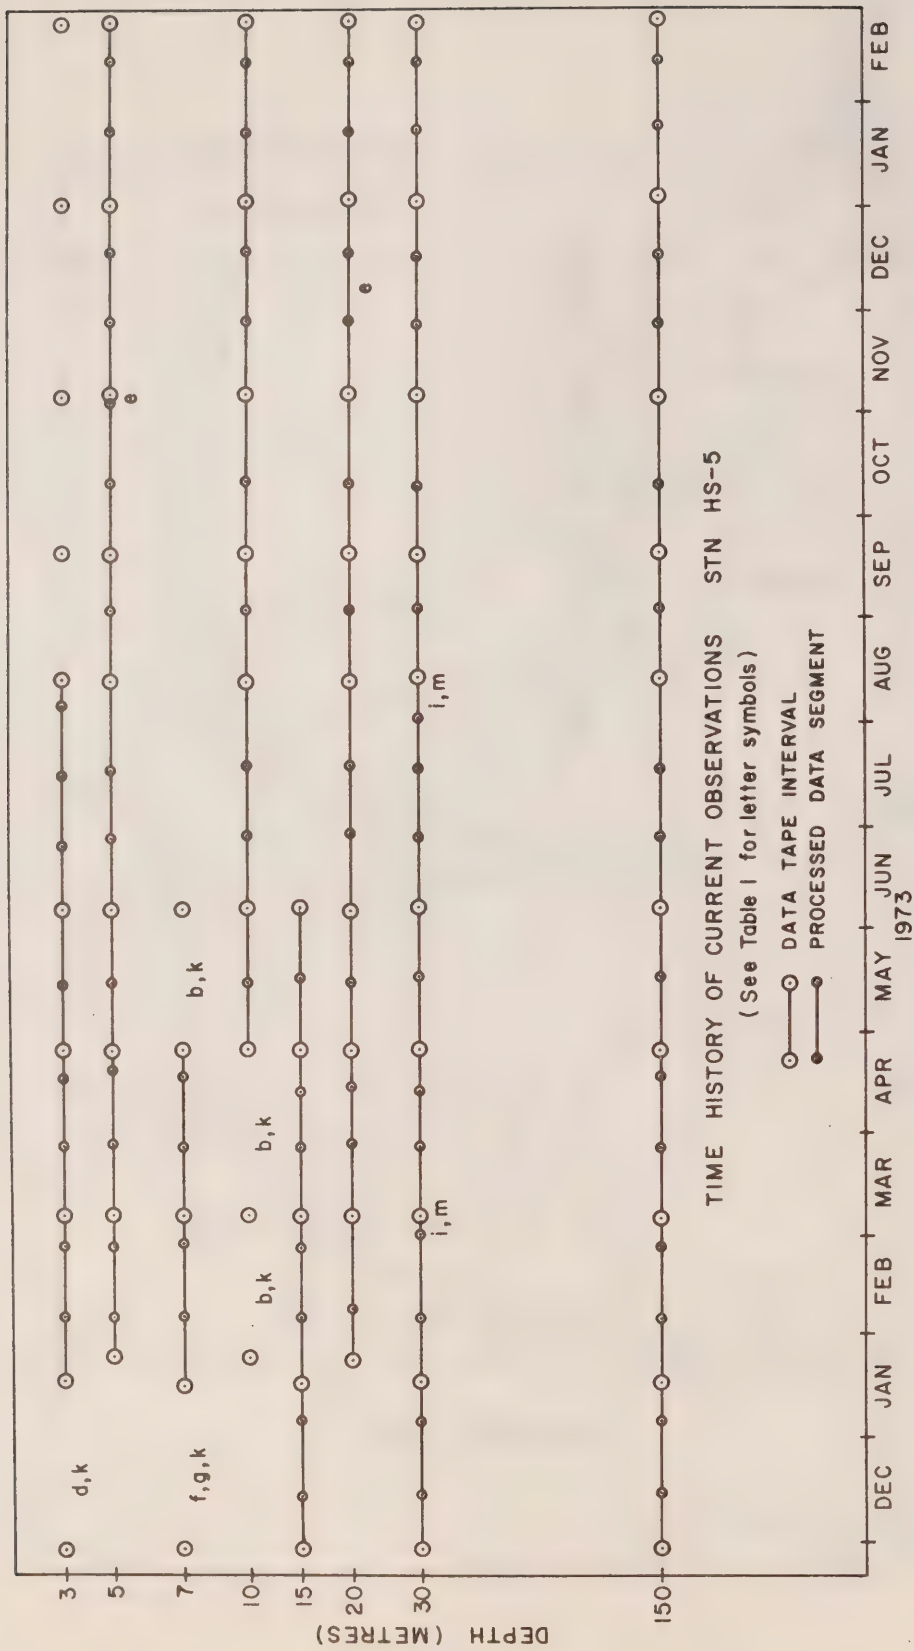 DEPTH (METRES)
3
5
7
10
15
20
30
150
d,k
f,g,k
b,k
b,k
b,k
i,m
i,m
e
e
TIME HISTORY OF CURRENT OBSERVATIONS STN HS-5
(See Table I for letter symbols)
DATA TAPE INTERVAL
PROCESSED DATA SEGMENT
DEC JAN FEB MAR APR MAY JUN JUL AUG SEP OCT NOV DEC JAN FEB
1973